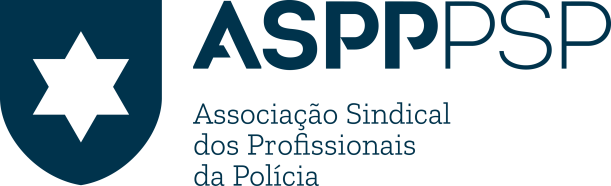 ASPPPSP
Associação Sindical
dos Profissionais
da Polícia